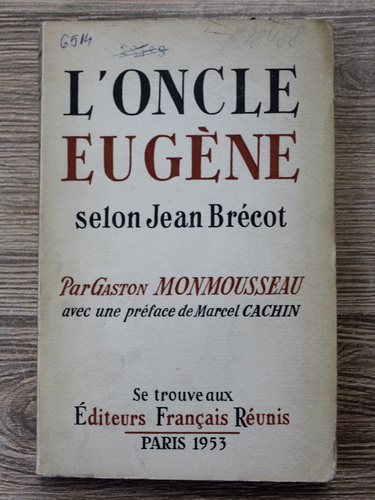 6514
L'ONCLE
EUGÈNE
selon Jean Brécot
Par GASTON MONMOUSSEAU
avec une préface de Marcel CACHIN
Se trouve aux
Éditeurs Français Réunis
PARIS 1953